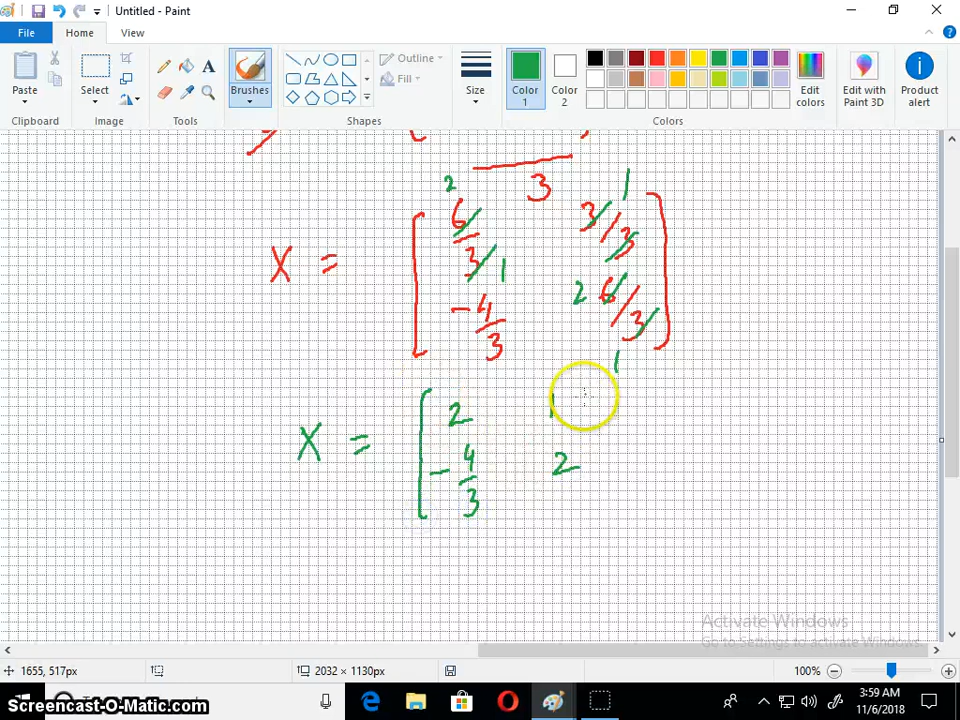 Untitled - Paint
File Home View
Paste Select Brushes Outline Fill Size Color 1 Color 2 Edit colors Edit with Paint 3D Product alert
Clipboard Image Tools Shapes Colors
3
2 1
X = [ 6/3 3/3
1
-4/3 2 6/3 ]
1
X = [ 2 1
-4/3 2
Activate Windows
Go to Settings to activate Windows.
1655, 517px 2032 × 1130px 100%
3:59 AM
11/6/2018
Screencast-O-Matic.com